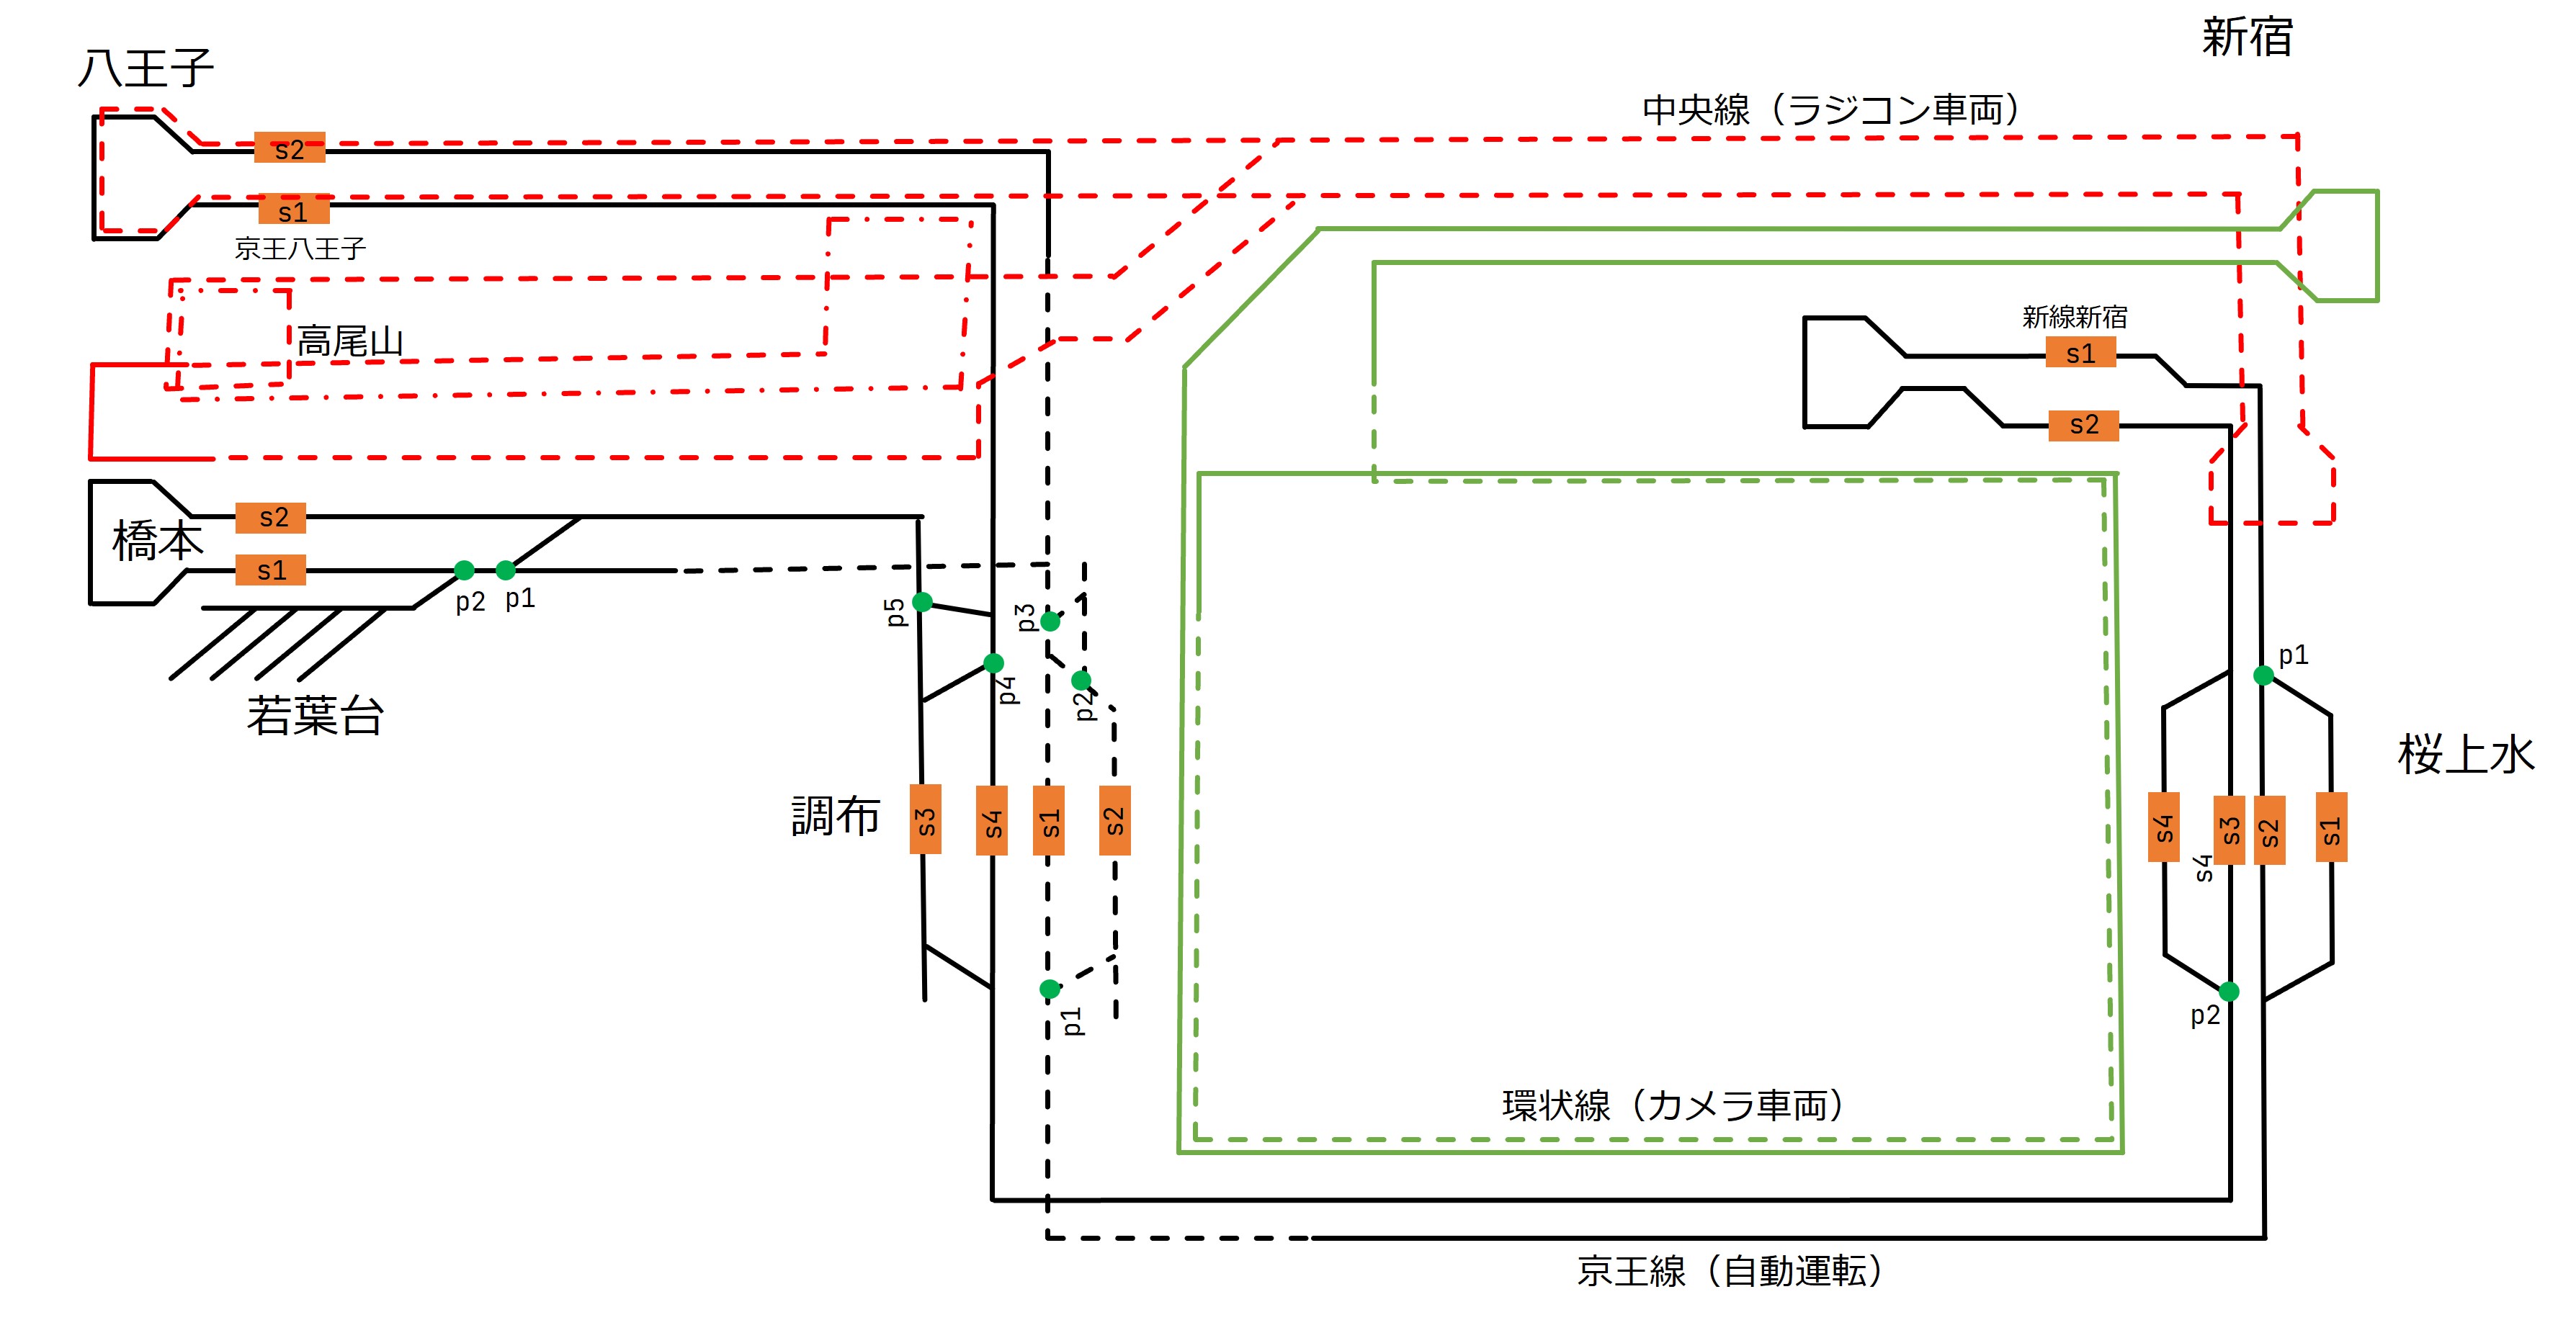 新宿
八王子
中央線（ラジコン車両）
s2
s1
京王八王子
新線新宿
s1
高尾山
s2
s2
橋本
s1
p2
p1
p5
p3
p1
p4
p2
若葉台
桜上水
調布
s3
s4
s1
s2
s4
s3
s2
s1
s4
p1
p2
環状線（カメラ車両）
京王線（自動運転）